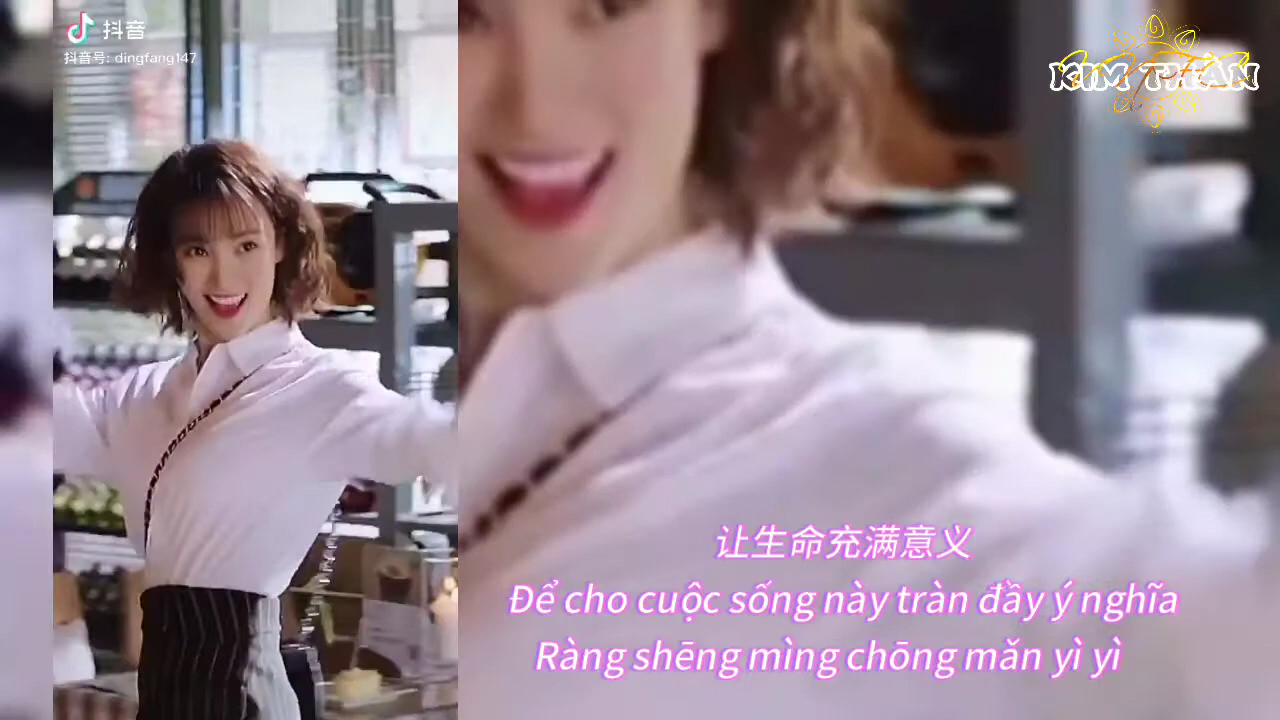 抖音
抖音号: dingfang147
KIM THÂN
让生命充满意义
Để cho cuộc sống này tràn đầy ý nghĩa
Ràng shēng mìng chōng mǎn yì yì